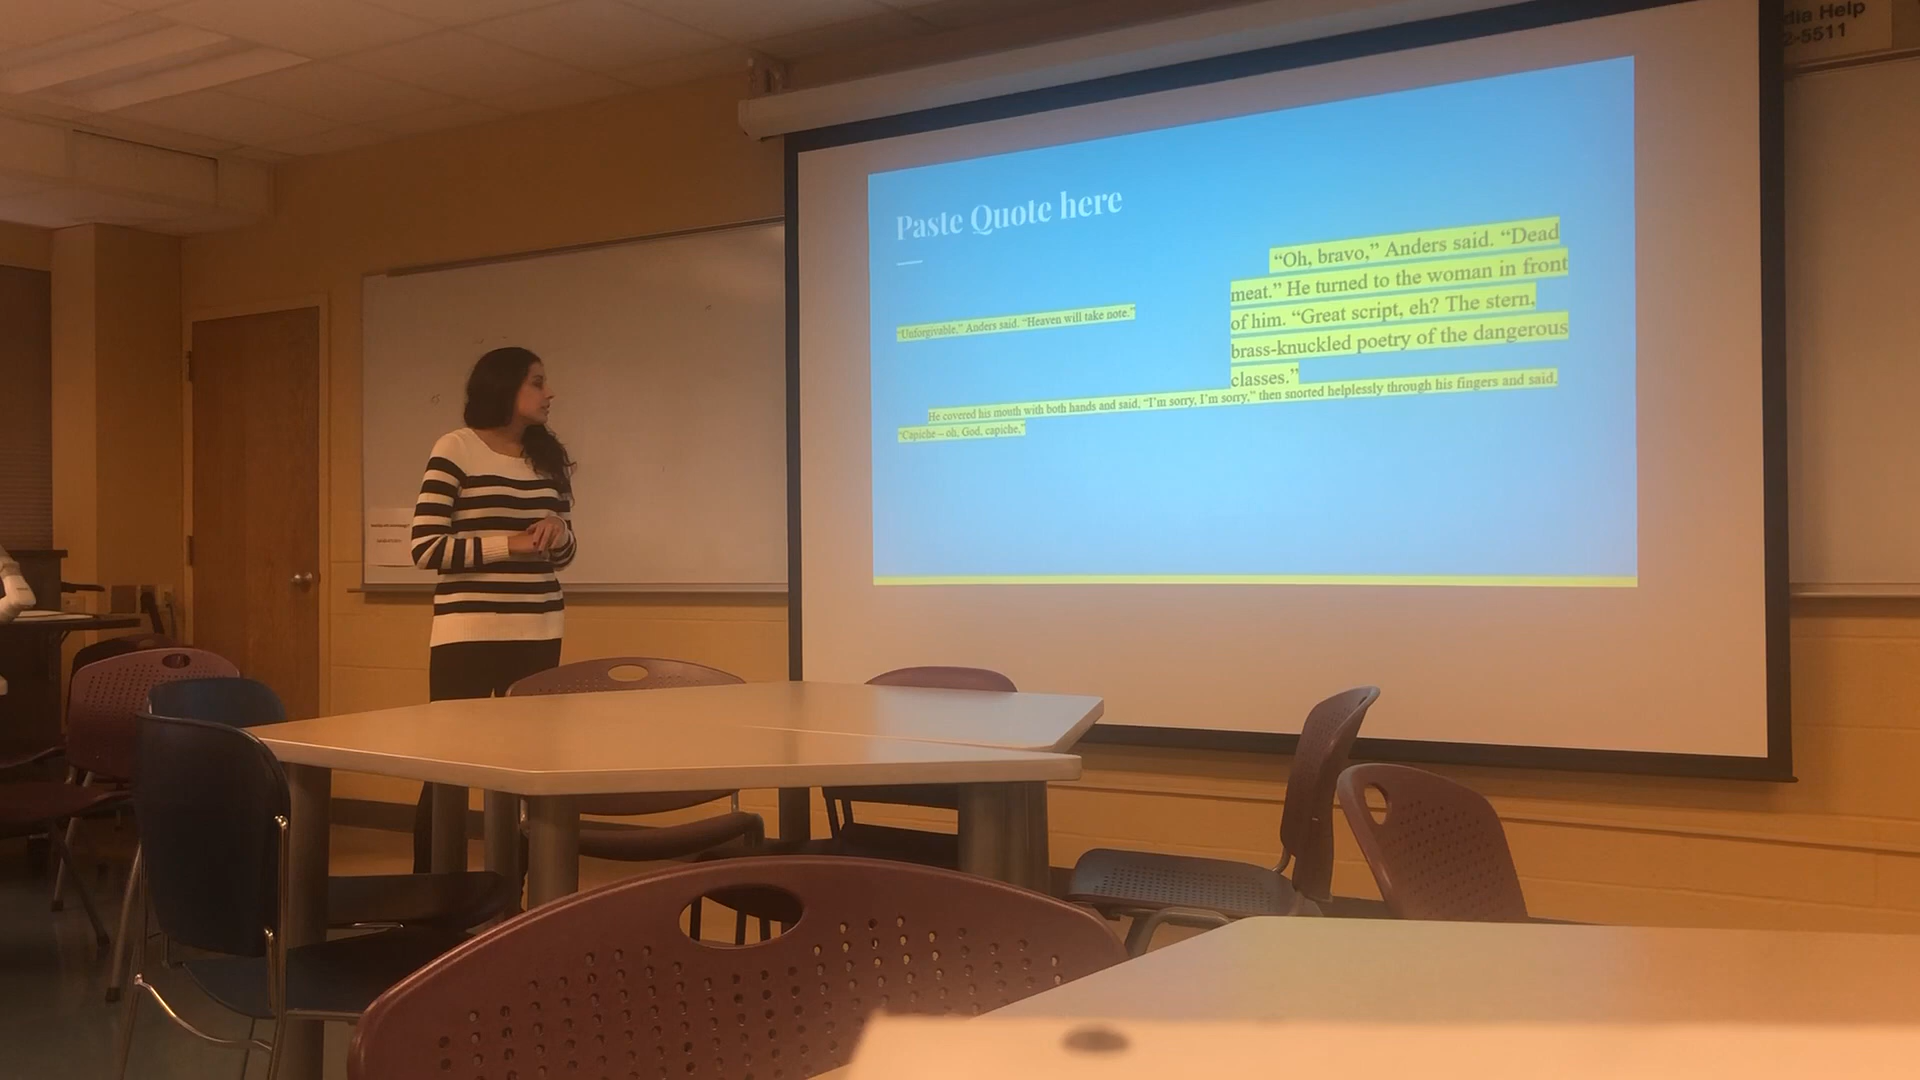 dia Help
2-5511
Paste Quote here
"Unforgivable," Anders said. "Heaven will take note."
“Oh, bravo,” Anders said. “Dead
meat.” He turned to the woman in front
of him. “Great script, eh? The stern,
brass-knuckled poetry of the dangerous
classes.”
He covered his mouth with both hands and said, “I’m sorry, I’m sorry,” then snorted helplessly through his fingers and said,
“Capiche – oh, God, capiche,”